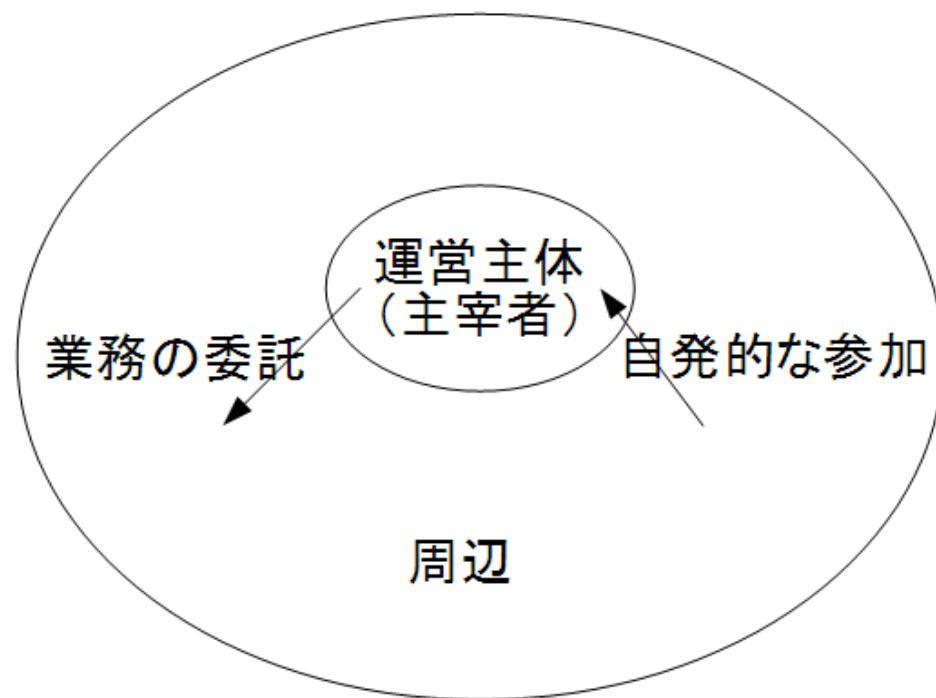 運営主体
（主宰者）
業務の委託
自発的な参加
周辺